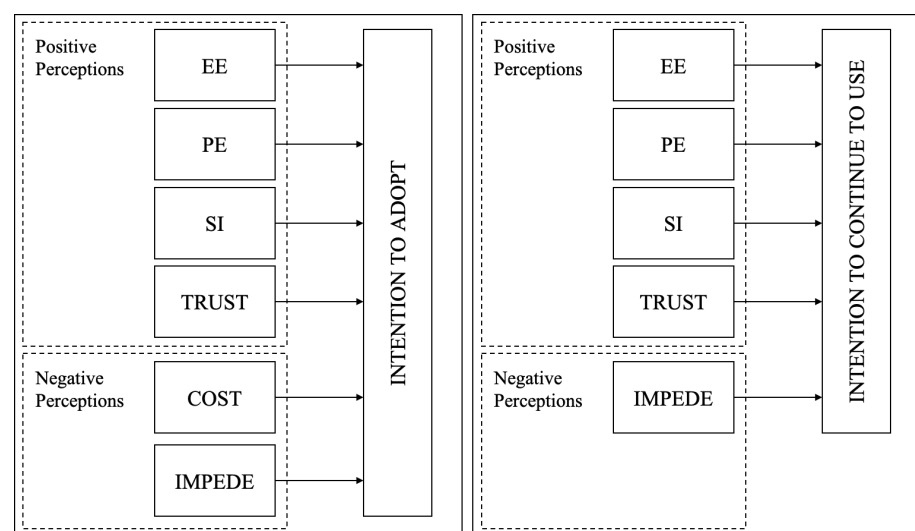 Positive
Perceptions
EE
PE
SI
TRUST
Negative
Perceptions
COST
IMPEDE
INTENTION TO ADOPT
Positive
Perceptions
EE
PE
SI
TRUST
Negative
Perceptions
IMPEDE
INTENTION TO CONTINUE TO USE